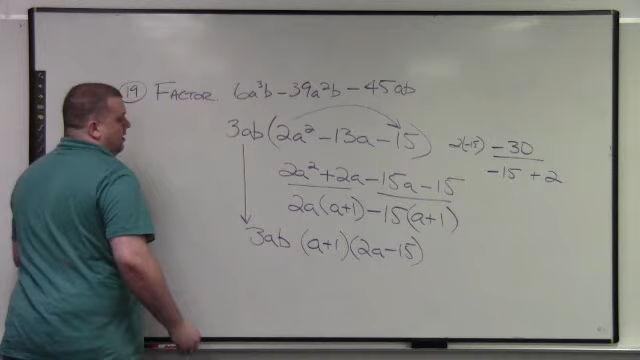 19 FACTOR. 6a³b - 39a²b - 45ab
3ab(2a² - 13a - 15)
2(-15) -30
-15 + 2
2a² + 2a - 15a - 15
2a(a+1) - 15(a+1)
3ab (a+1)(2a-15)